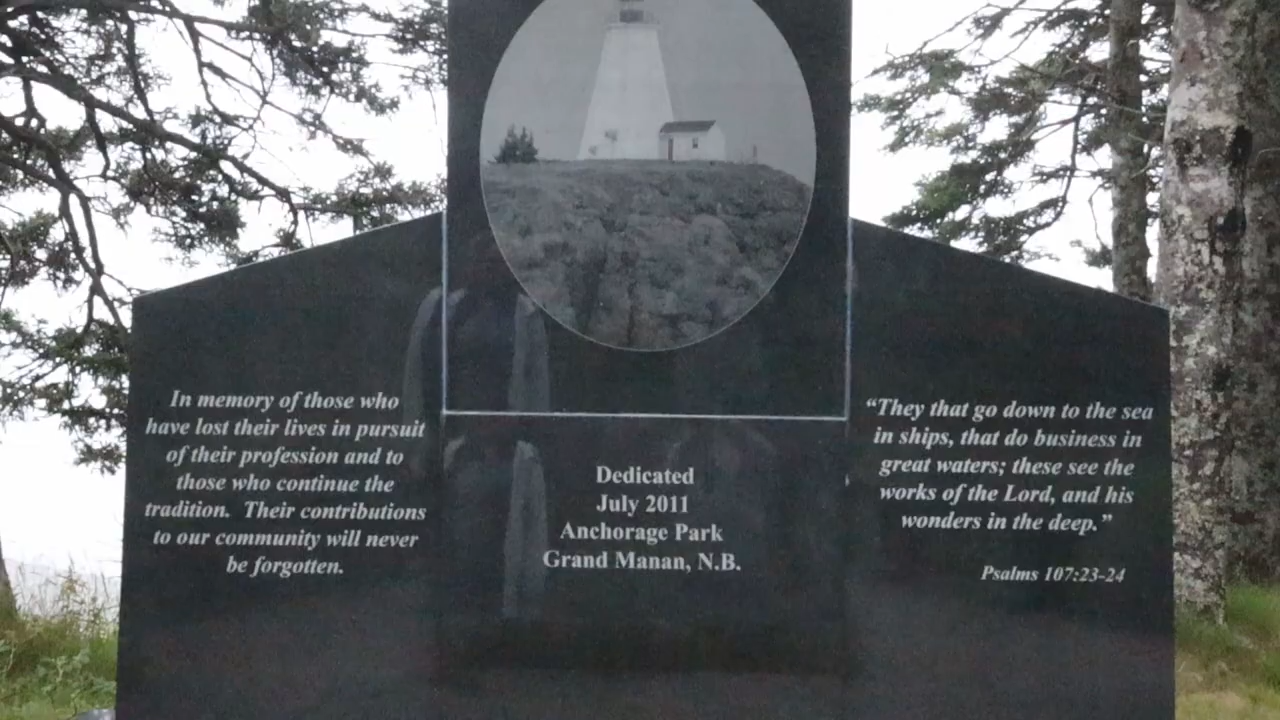 In memory of those who
have lost their lives in pursuit
of their profession and to
those who continue the
tradition. Their contributions
to our community will never
be forgotten.
Dedicated
July 2011
Anchorage Park
Grand Manan, N.B.
“They that go down to the sea
in ships, that do business in
great waters; these see the
works of the Lord, and his
wonders in the deep.”
Psalms 107:23-24